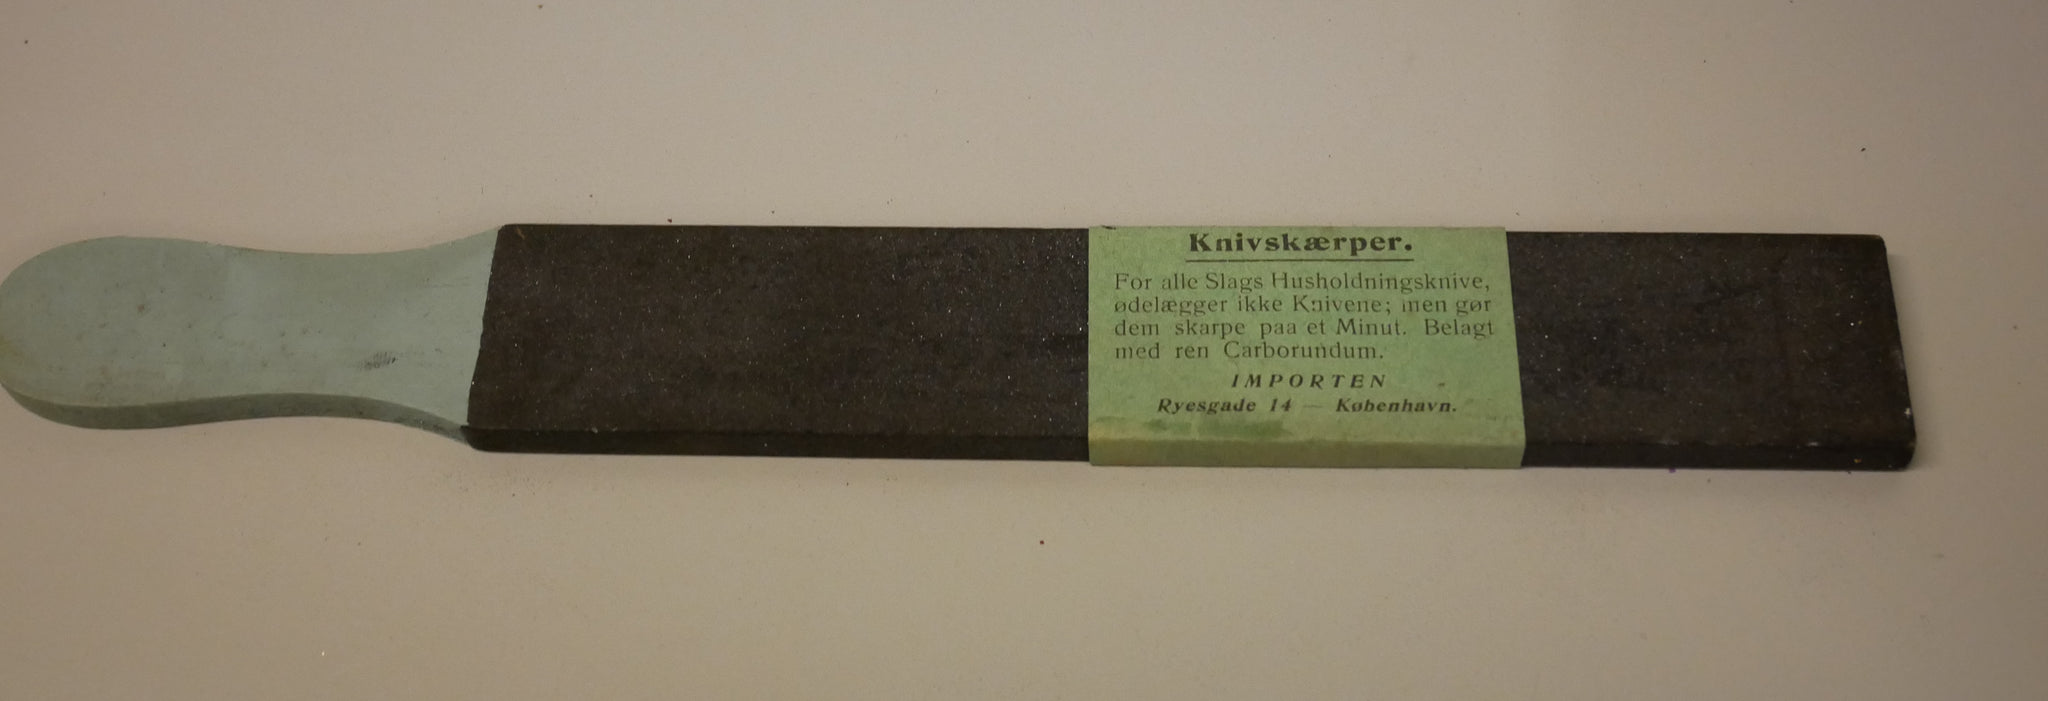 Knivskærper.
For alle Slags Husholdningsknive,
ødelægger ikke Knivene; men gør
dem skarpe paa et Minut. Belagt
med ren Carborundum.
IMPORTEN
Ryesgade 14 — København.